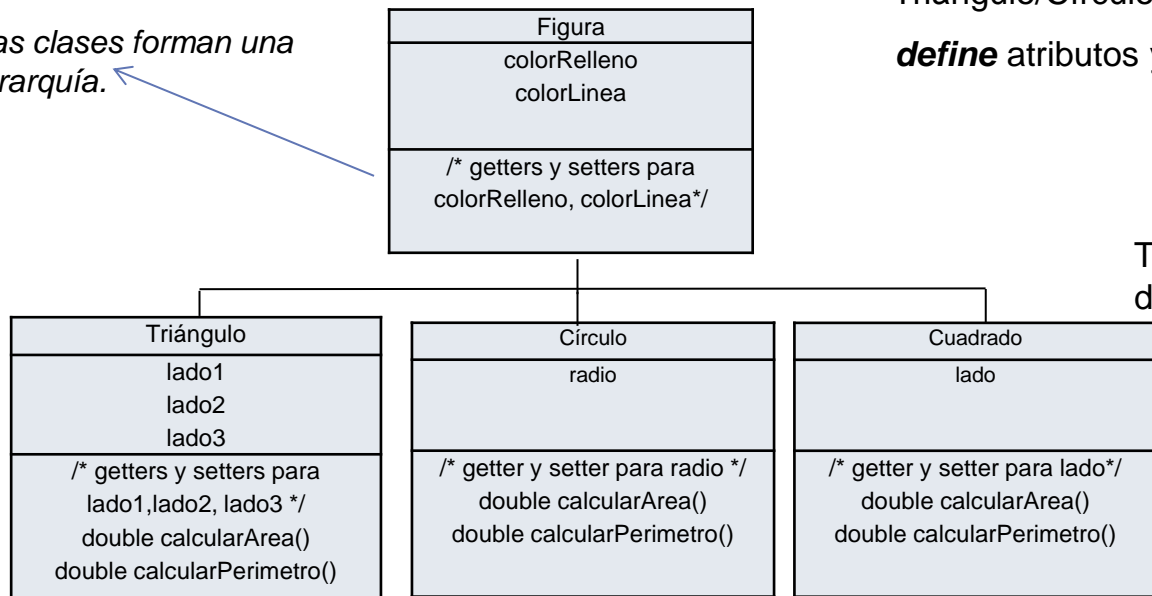 as clases forman una
rarquía.
Triángulo/Círculo
define atributos y
Figura
colorRelleno
colorLinea
/* getters y setters para
colorRelleno, colorLinea*/
T
d
Triángulo
lado1
lado2
lado3
/* getters y setters para
lado1,lado2, lado3 */
double calcularArea()
double calcularPerimetro()
Círculo
radio
/* getter y setter para radio */
double calcularArea()
double calcularPerimetro()
Cuadrado
lado
/* getter y setter para lado*/
double calcularArea()
double calcularPerimetro()